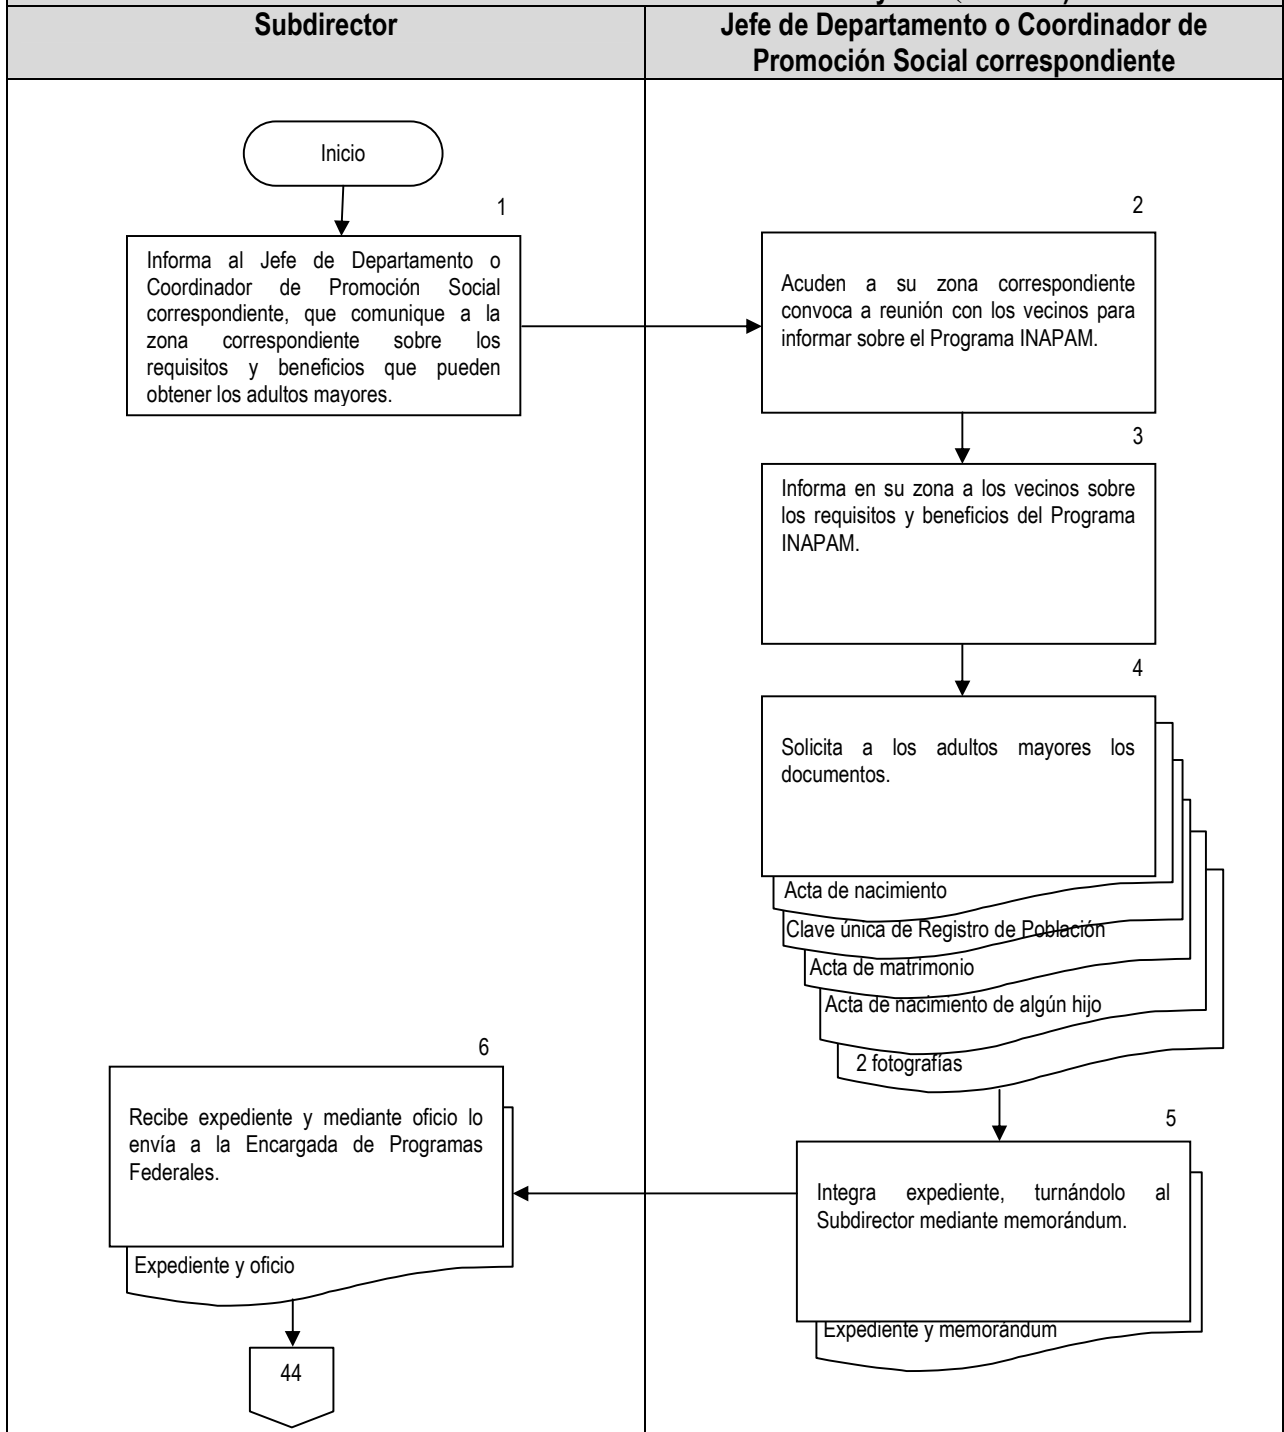 Subdirector
Jefe de Departamento o Coordinador de
Promoción Social correspondiente
Inicio
1
Informa al Jefe de Departamento o
Coordinador de Promoción Social
correspondiente, que comunique a la
zona correspondiente sobre los
requisitos y beneficios que pueden
obtener los adultos mayores.
2
Acuden a su zona correspondiente
convoca a reunión con los vecinos para
informar sobre el Programa INAPAM.
3
Informa en su zona a los vecinos sobre
los requisitos y beneficios del Programa
INAPAM.
4
Solicita a los adultos mayores los
documentos.
Acta de nacimiento
Clave única de Registro de Población
Acta de matrimonio
Acta de nacimiento de algún hijo
2 fotografías
5
Integra expediente, turnándolo al
Subdirector mediante memorándum.
Expediente y memorándum
6
Recibe expediente y mediante oficio lo
envía a la Encargada de Programas
Federales.
Expediente y oficio
44